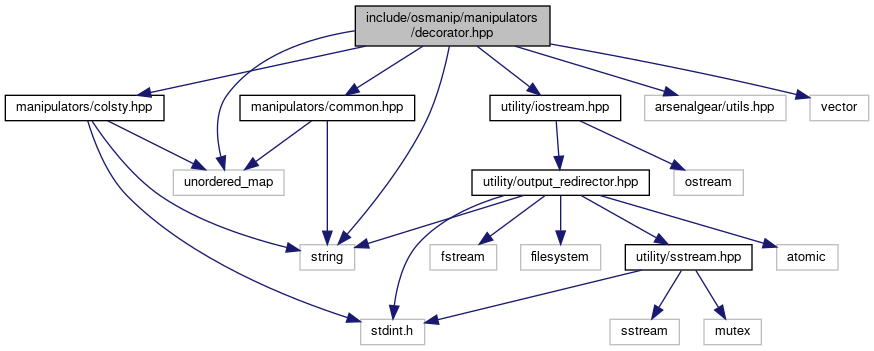 include/osmanip/manipulators
/decorator.hpp
manipulators/colsty.hpp
manipulators/common.hpp
utility/iostream.hpp
arsenalgear/utils.hpp
vector
unordered_map
utility/output_redirector.hpp
ostream
string
fstream
filesystem
utility/sstream.hpp
atomic
stdint.h
sstream
mutex